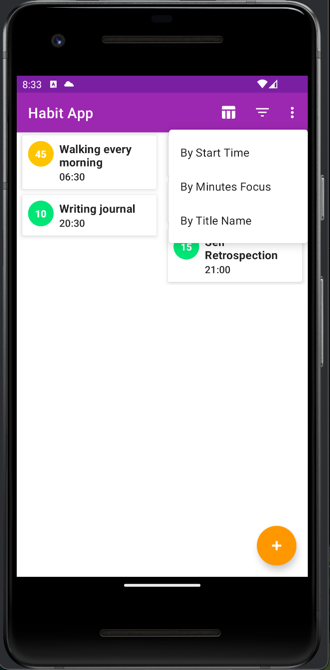 8:33
Habit App
By Start Time
By Minutes Focus
By Title Name
45
Walking every
morning
06:30
10
Writing journal
20:30
15
Self
Retrospection
21:00